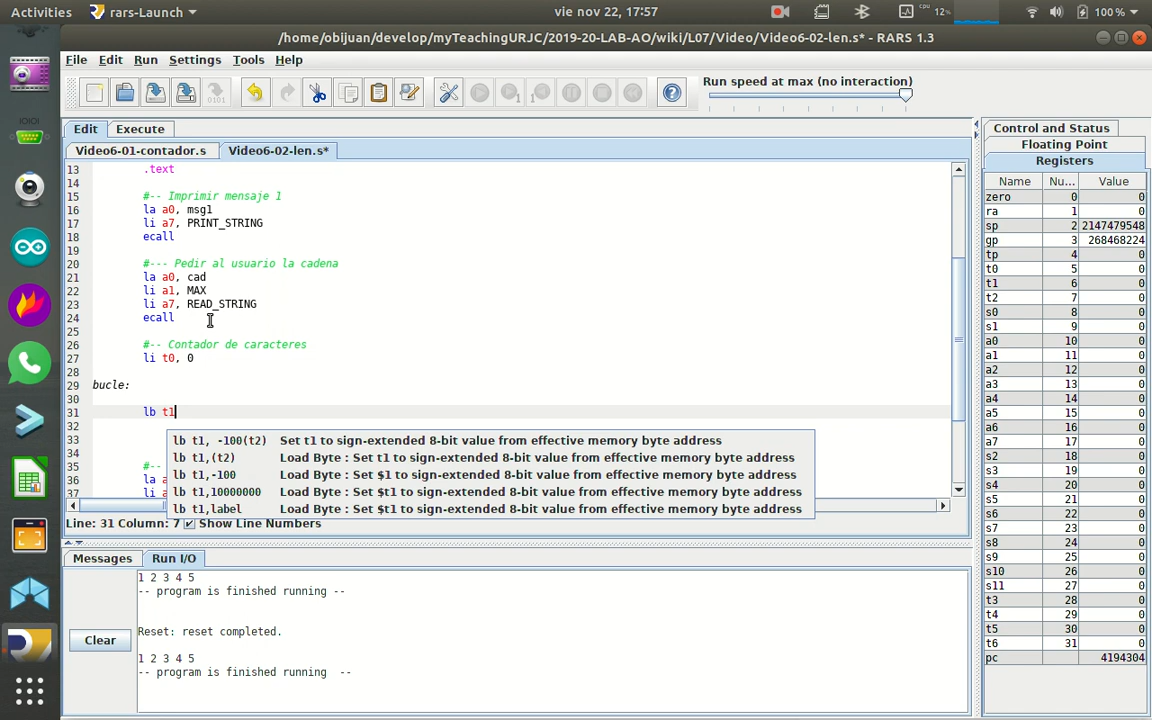 Activities rars-Launch vie nov 22, 17:57 cpu 12% 100%
/home/obijuan/develop/myTeachingURJC/2019-20-LAB-AO/wiki/L07/Video/Video6-02-len.s* - RARS 1.3
File Edit Run Settings Tools Help
Run speed at max (no interaction)
Edit Execute
Video6-01-contador.s Video6-02-len.s*
13 .text
14
15 #-- Imprimir mensaje 1
16 la a0, msg1
17 li a7, PRINT_STRING
18 ecall
19
20 #--- Pedir al usuario la cadena
21 la a0, cad
22 li a1, MAX
23 li a7, READ_STRING
24 ecall
25
26 #-- Contador de caracteres
27 li t0, 0
28
29 bucle:
30
31 lb t1
32
33
34
35 #--
36 la a
37 li a
lb t1, -100(t2) Set t1 to sign-extended 8-bit value from effective memory byte address
lb t1,(t2) Load Byte : Set t1 to sign-extended 8-bit value from effective memory byte address
lb t1,-100 Load Byte : Set $1 to sign-extended 8-bit value from effective memory byte address
lb t1,10000000 Load Byte : Set $t1 to sign-extended 8-bit value from effective memory byte address
lb t1,label Load Byte : Set $t1 to sign-extended 8-bit value from effective memory byte address
Line: 31 Column: 7 Show Line Numbers
Messages Run I/O
Clear
1 2 3 4 5
-- program is finished running --
Reset: reset completed.
1 2 3 4 5
-- program is finished running --
Control and Status
Floating Point
Registers
Name Nu... Value
zero 0 0
ra 1 0
sp 2 2147479548
gp 3 268468224
tp 4 0
t0 5 0
t1 6 0
t2 7 0
s0 8 0
s1 9 0
a0 10 0
a1 11 0
a2 12 0
a3 13 0
a4 14 0
a5 15 0
a6 16 0
a7 17 0
s2 18 0
s3 19 0
s4 20 0
s5 21 0
s6 22 0
s7 23 0
s8 24 0
s9 25 0
s10 26 0
s11 27 0
t3 28 0
t4 29 0
t5 30 0
t6 31 0
pc 4194304